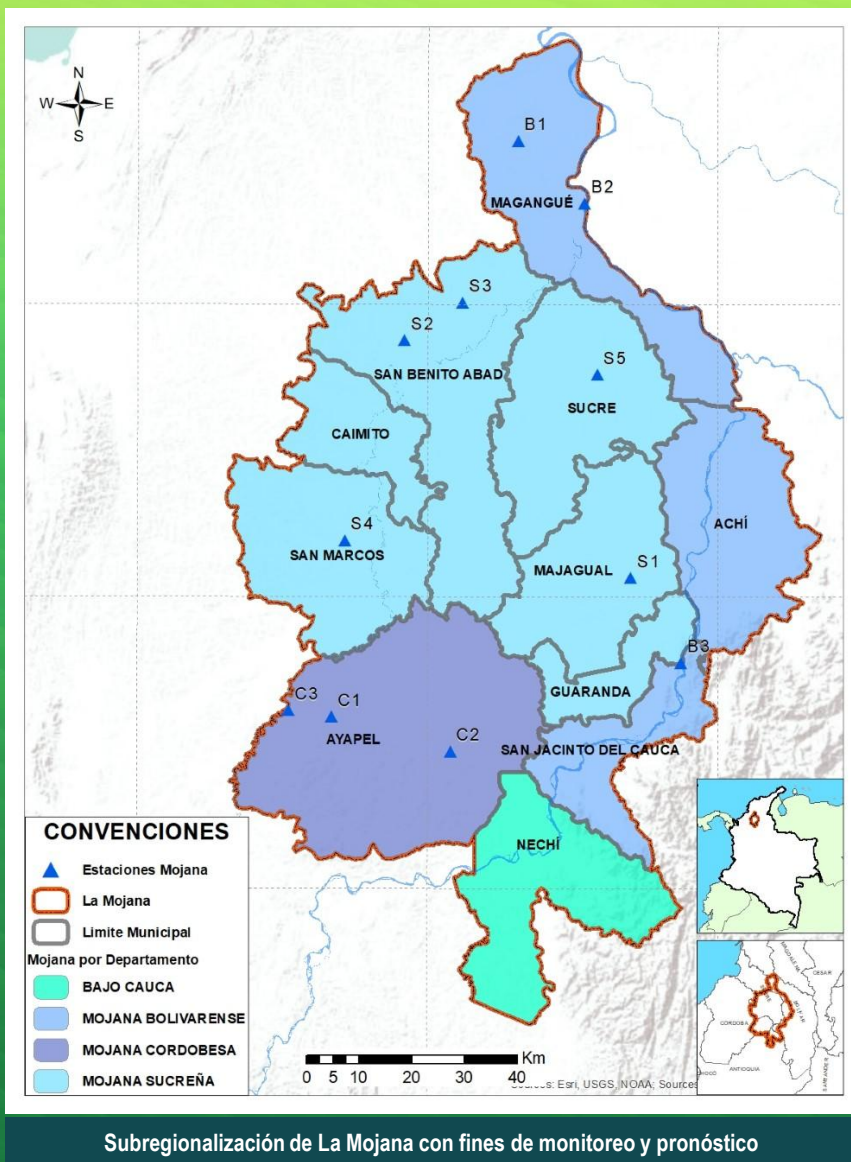 N
W E
S
B1
B2
MAGANGUÉ
S3
S2
SAN BENITO ABAD
S5
SUCRE
CAIMITO
ACHÍ
S4
SAN MARCOS
MAJAGUAL
S1
B3
GUARANDA
C3
C1
AYAPEL
C2
SAN JACINTO DEL CAUCA
NECHÍ
CONVENCIONES
Estaciones Mojana
La Mojana
Limite Municipal
Mojana por Departamento
BAJO CAUCA
MOJANA BOLIVARENSE
MOJANA CORDOBESA
MOJANA SUCREÑA
Km
0 5 10 20 30 40
Sources: Esri, USGS, NOAA; Sources
MAGDALENA
CESAR
BOLIVAR
CORDOBA
ANTIOQUIA
Subregionalización de La Mojana con fines de monitoreo y pronóstico